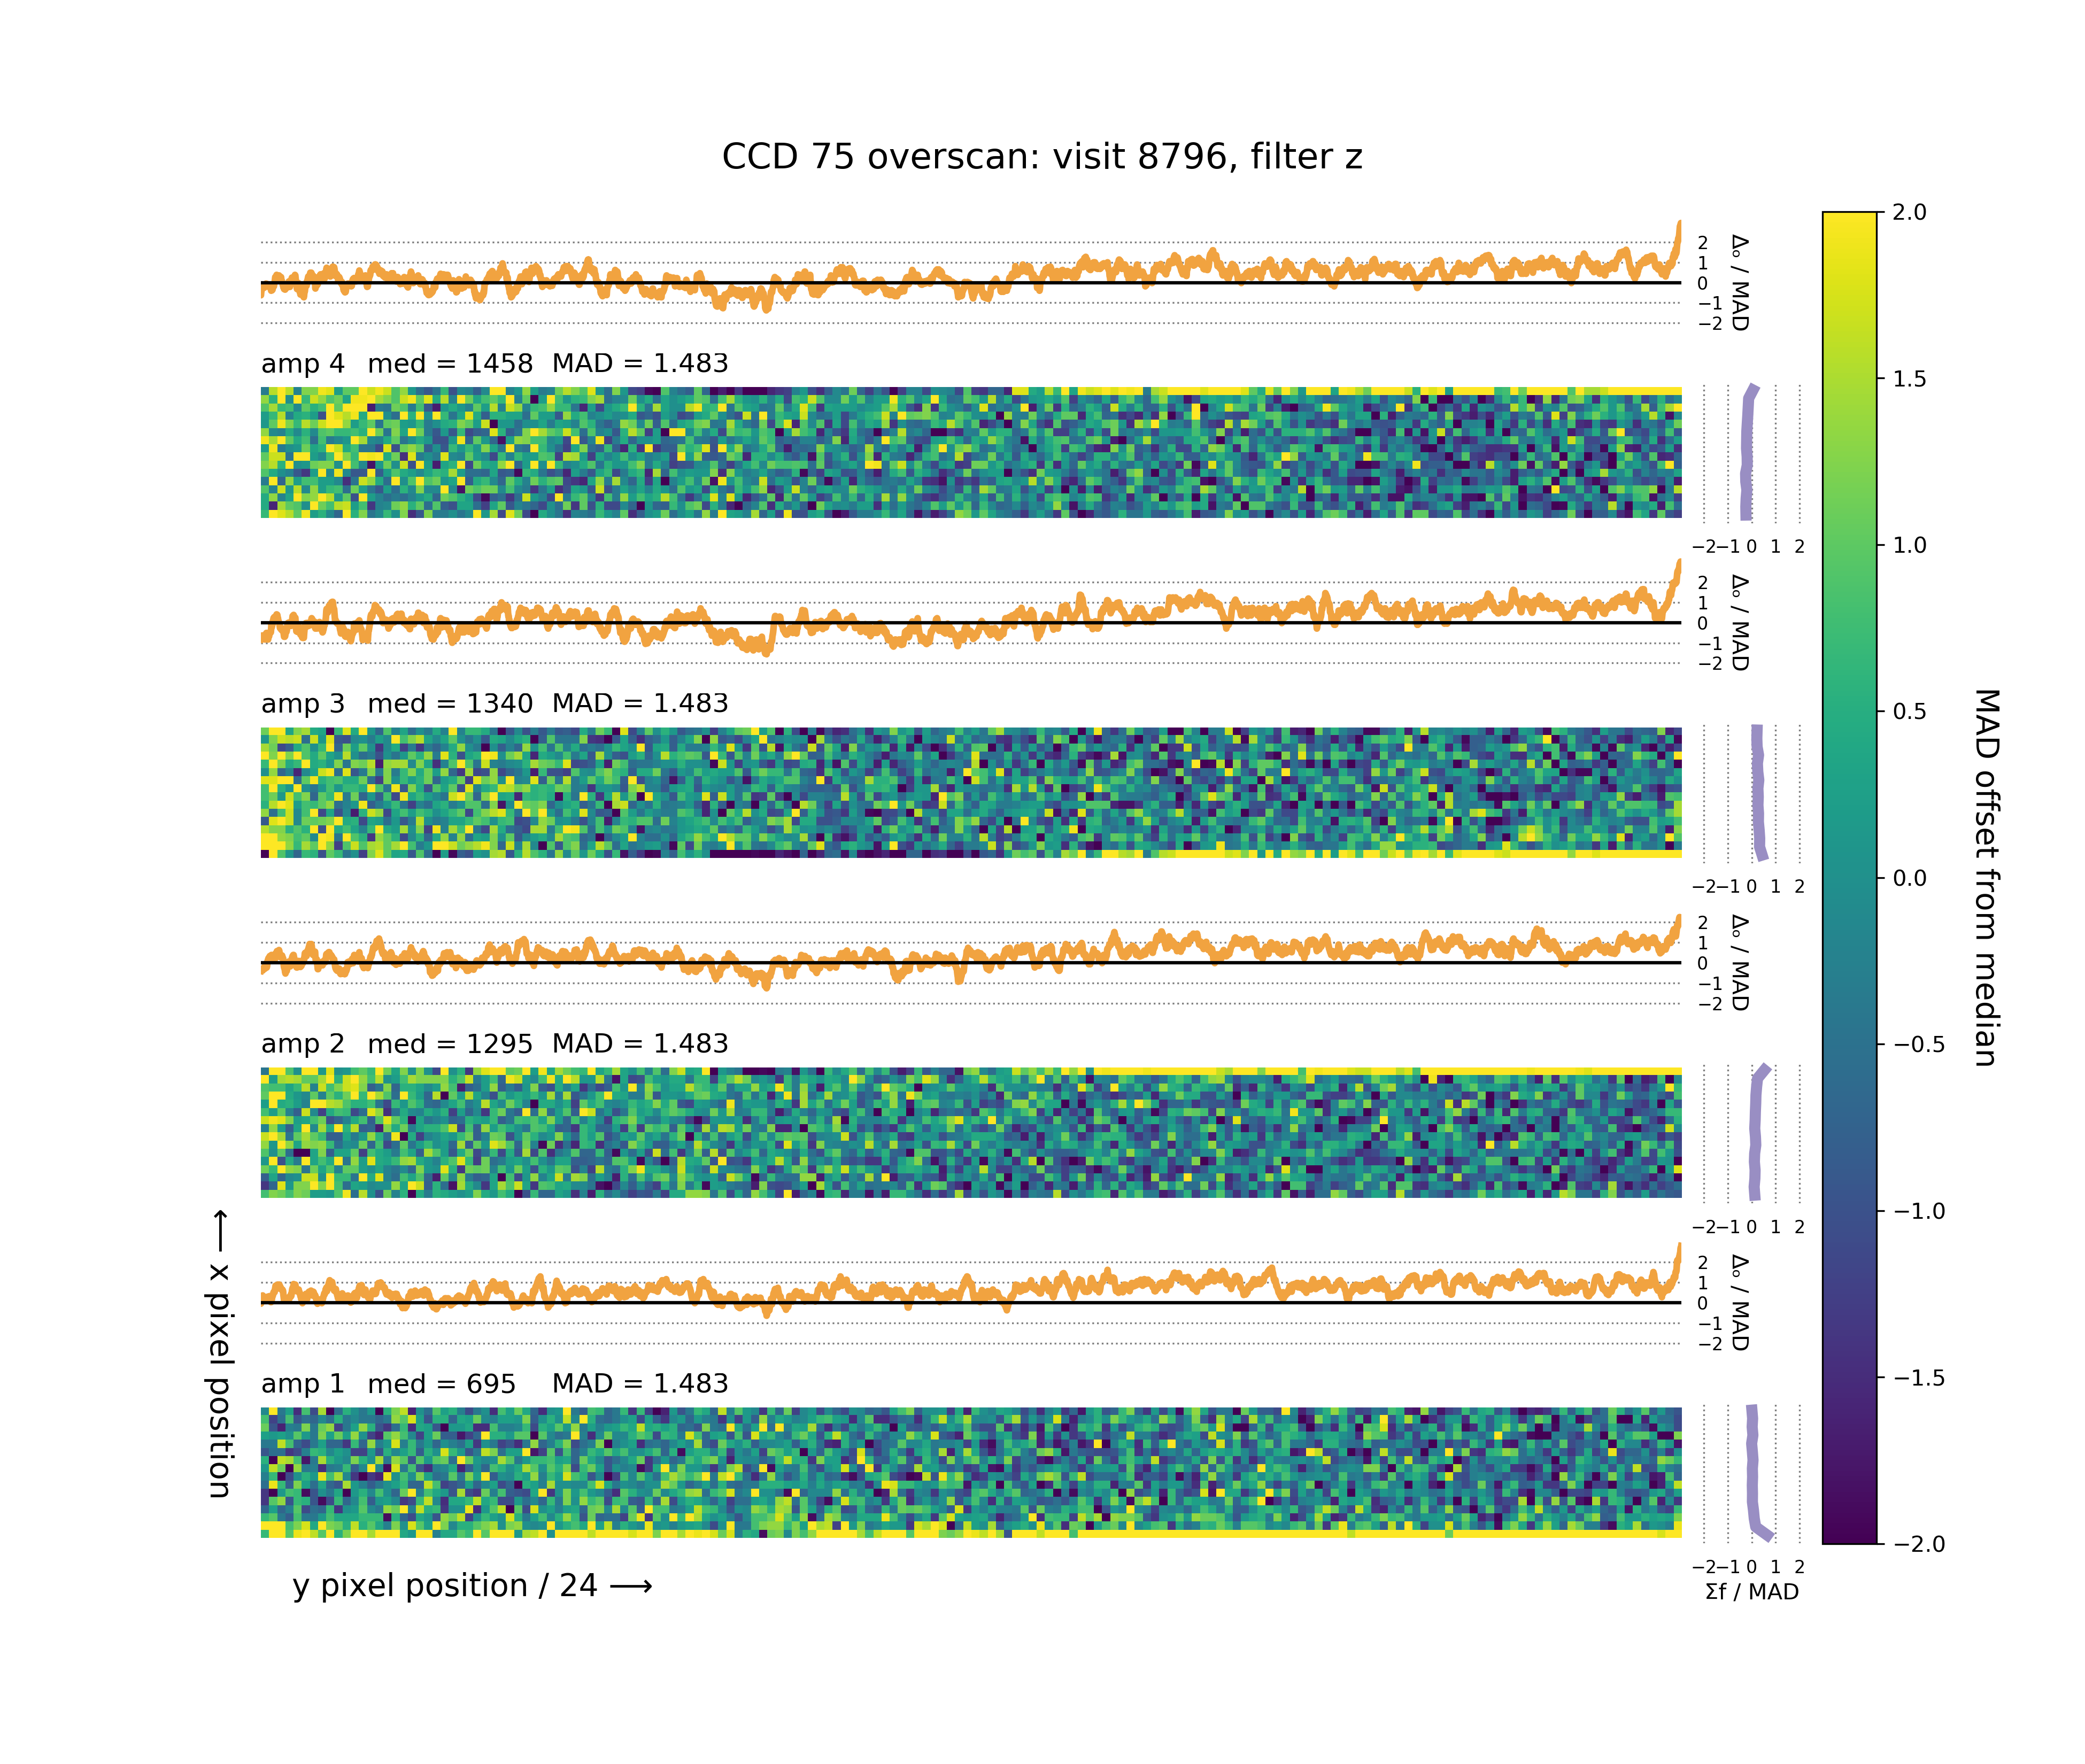 CCD 75 overscan: visit 8796, filter z
2
1
0
−1
−2
Δₒ / MAD
amp 4 med = 1458 MAD = 1.483
−2 −1 0 1 2
2
1
0
−1
−2
Δₒ / MAD
amp 3 med = 1340 MAD = 1.483
−2 −1 0 1 2
2
1
0
−1
−2
Δₒ / MAD
amp 2 med = 1295 MAD = 1.483
−2 −1 0 1 2
2
1
0
−1
−2
Δₒ / MAD
amp 1 med = 695 MAD = 1.483
−2 −1 0 1 2
Σf / MAD
⟵ x pixel position
y pixel position / 24 ⟶
2.0
1.5
1.0
0.5
0.0
−0.5
−1.0
−1.5
−2.0
MAD offset from median